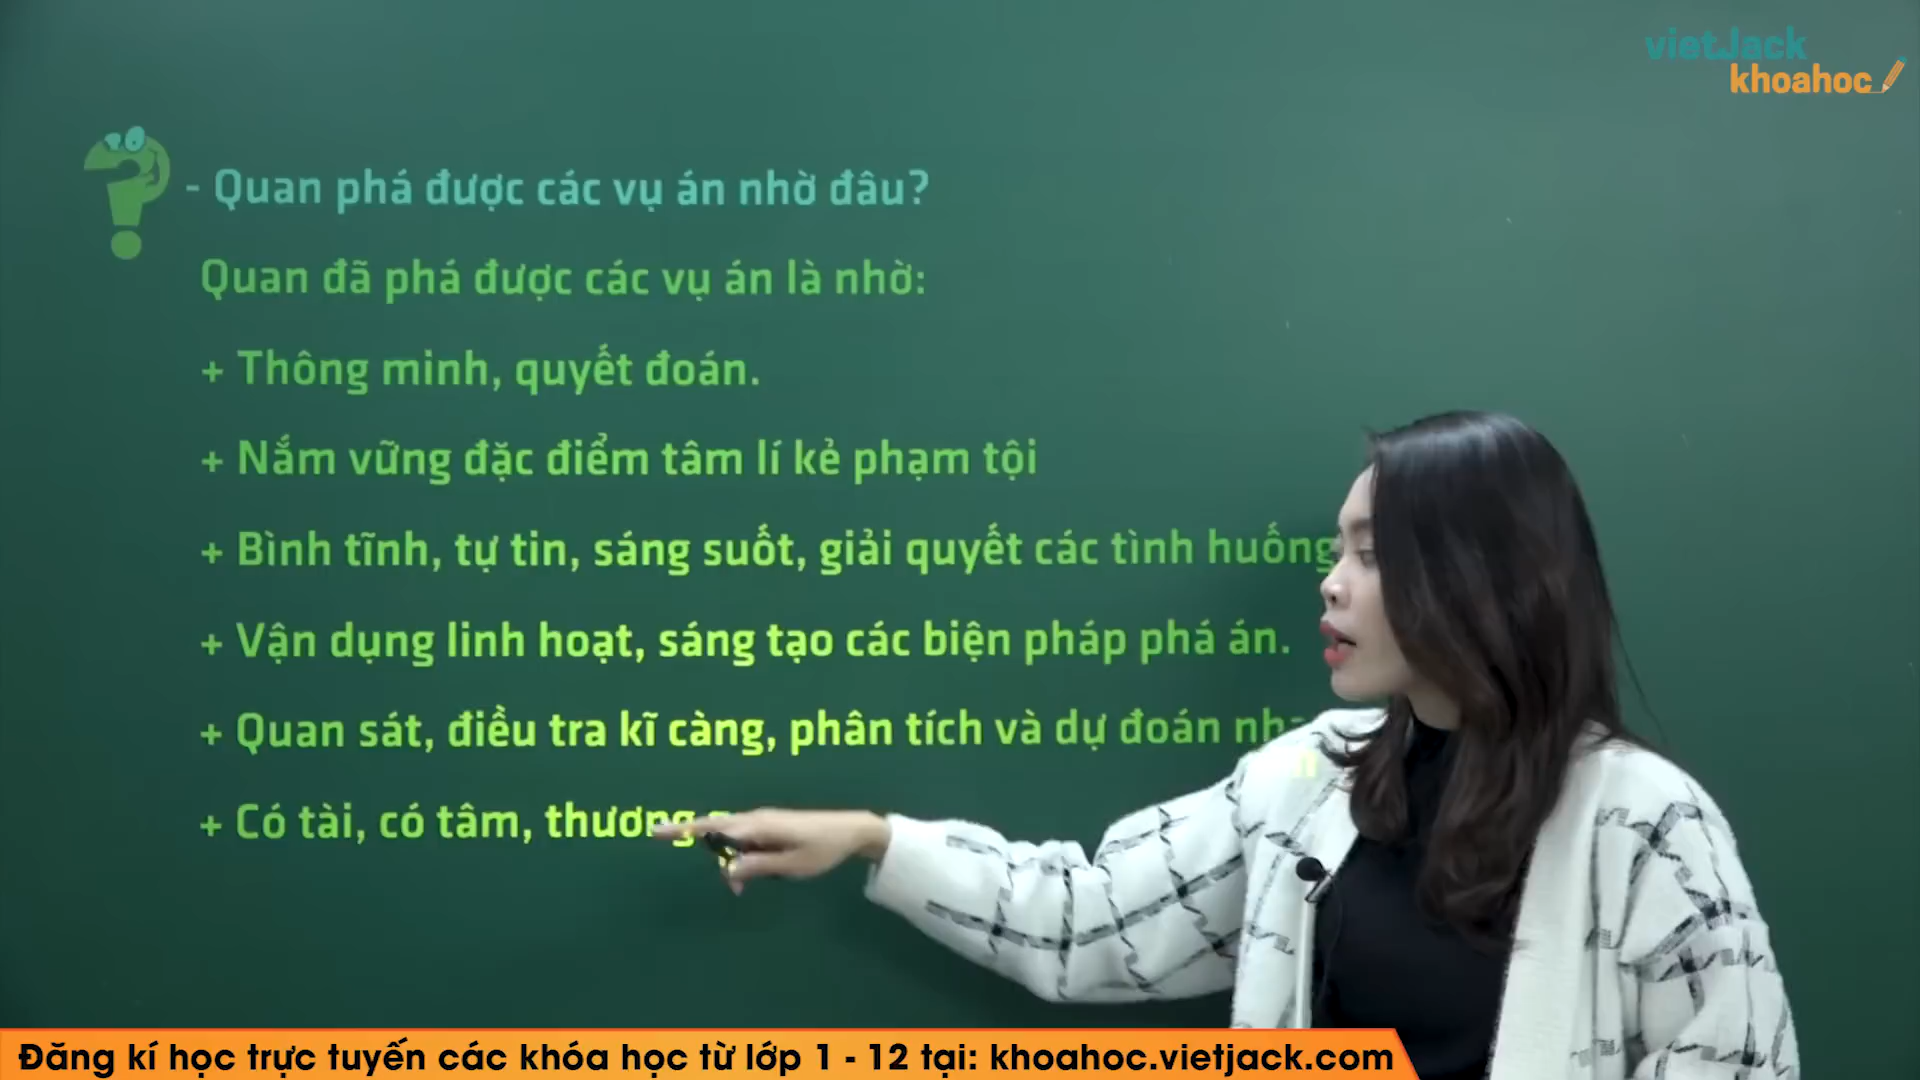 vietJack
khoahoc
- Quan phá được các vụ án nhờ đâu?
Quan đã phá được các vụ án là nhờ:
+ Thông minh, quyết đoán.
+ Nắm vững đặc điểm tâm lí kẻ phạm tội
+ Bình tĩnh, tự tin, sáng suốt, giải quyết các tình huống
+ Vận dụng linh hoạt, sáng tạo các biện pháp phá án.
+ Quan sát, điều tra kĩ càng, phân tích và dự đoán
+ Có tài, có tâm, thương
Đăng kí học trực tuyến các khóa học từ lớp 1 - 12 tại: khoahoc.vietjack.com